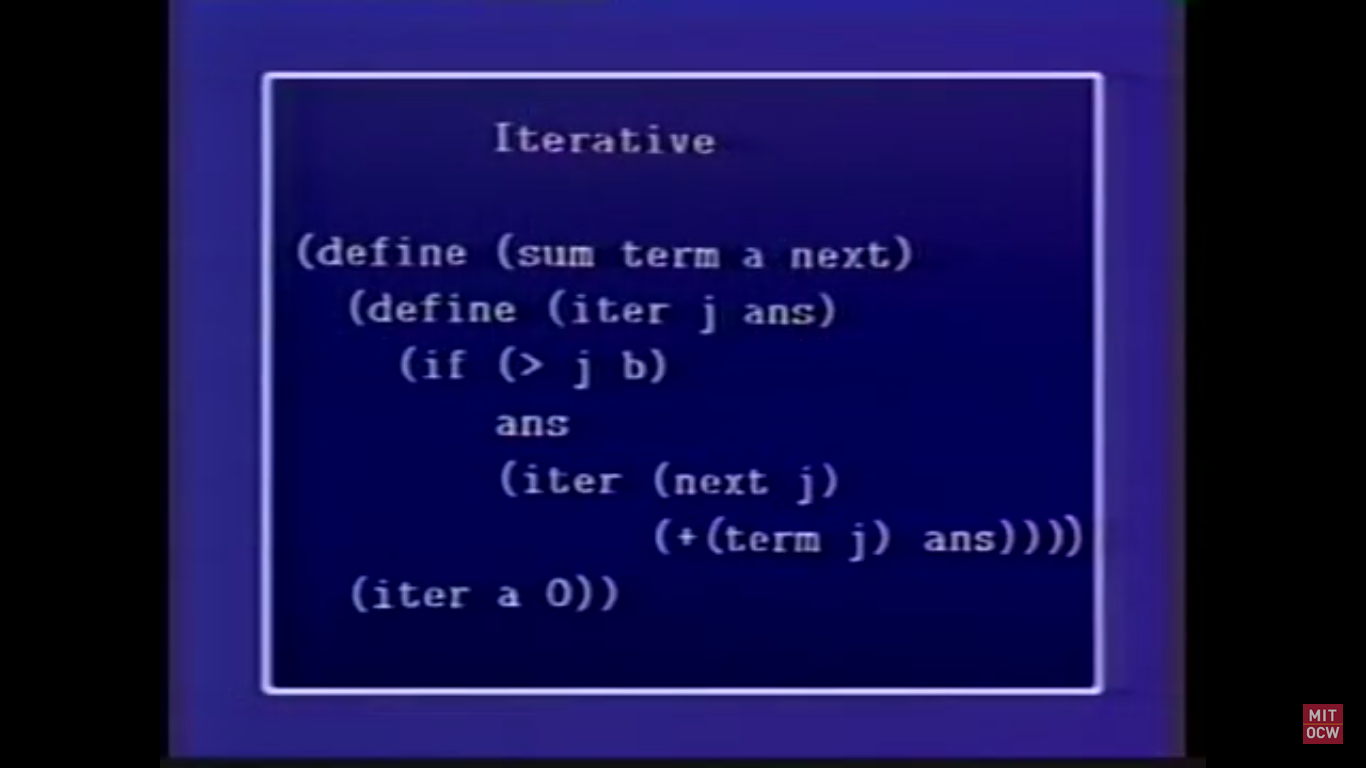 Iterative
(define (sum term a next)
(define (iter j ans)
(if (> j b)
ans
(iter (next j)
(+(term j) ans))))
(iter a 0))
MIT
OCW